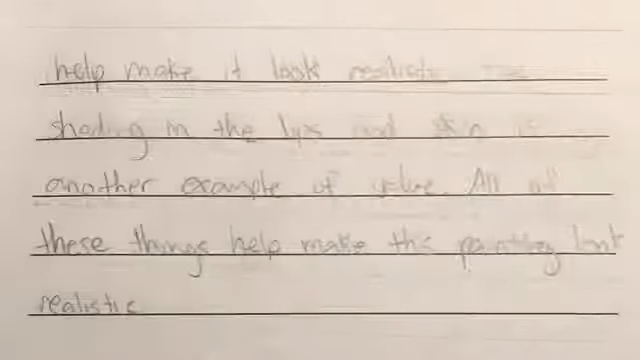 help make it look realistic
shading in the lips and skin is
another example of value. All of
these things help make the painting look
realistic